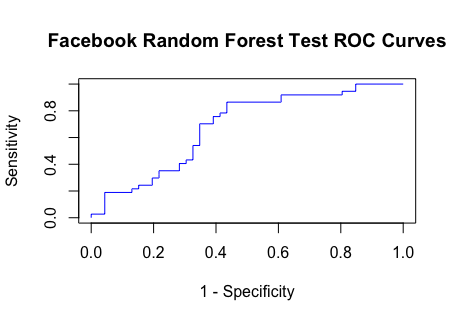 Facebook Random Forest Test ROC Curves
Sensitivity
0.8
0.4
0.0
0.0 0.2 0.4 0.6 0.8 1.0
1 - Specificity